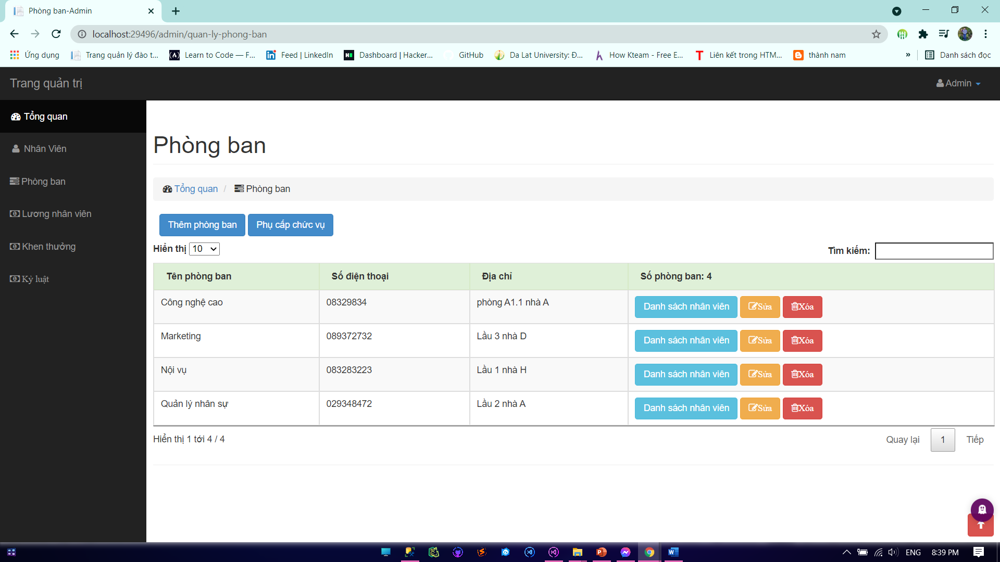 Phòng ban-Admin
localhost:29496/admin/quan-ly-phong-ban
Ứng dụng Trang quản lý đào t... Learn to Code — F... Feed | LinkedIn Dashboard | Hacker... GitHub Da Lat University: Đ... How Kteam - Free E... Liên kết trong HTM... thành nam » Danh sách đọc
Trang quản trị Admin
Tổng quan
Nhân Viên
Phòng ban
Lương nhân viên
Khen thưởng
Kỷ luật
Phòng ban
Tổng quan / Phòng ban
Thêm phòng ban Phụ cấp chức vụ
Hiển thị 10 Tìm kiếm:
Tên phòng ban Số điện thoại Địa chỉ Số phòng ban: 4
Công nghệ cao 08329834 phòng A1.1 nhà A Danh sách nhân viên Sửa Xóa
Marketing 089372732 Lầu 3 nhà D Danh sách nhân viên Sửa Xóa
Nội vụ 083283223 Lầu 1 nhà H Danh sách nhân viên Sửa Xóa
Quản lý nhân sự 029348472 Lầu 2 nhà A Danh sách nhân viên Sửa Xóa
Hiển thị 1 tới 4 / 4 Quay lại 1 Tiếp
ENG 8:39 PM